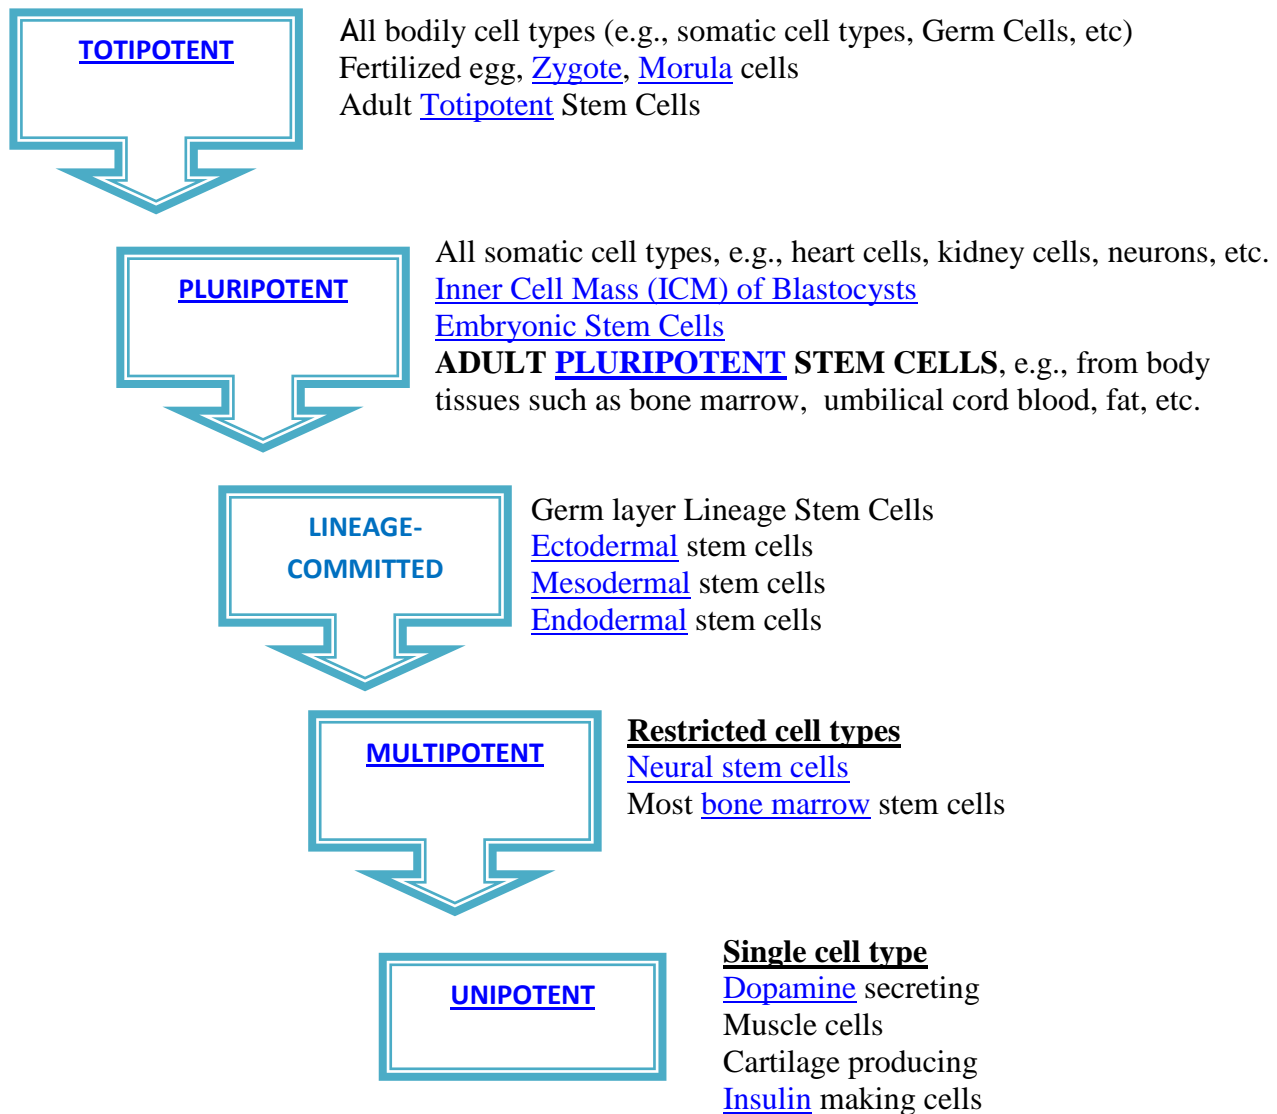 TOTIPOTENT
All bodily cell types (e.g., somatic cell types, Germ Cells, etc)
Fertilized egg, Zygote, Morula cells
Adult Totipotent Stem Cells
PLURIPOTENT
All somatic cell types, e.g., heart cells, kidney cells, neurons, etc.
Inner Cell Mass (ICM) of Blastocysts
Embryonic Stem Cells
ADULT PLURIPOTENT STEM CELLS, e.g., from body
tissues such as bone marrow, umbilical cord blood, fat, etc.
LINEAGE-
COMMITTED
Germ layer Lineage Stem Cells
Ectodermal stem cells
Mesodermal stem cells
Endodermal stem cells
MULTIPOTENT
Restricted cell types
Neural stem cells
Most bone marrow stem cells
UNIPOTENT
Single cell type
Dopamine secreting
Muscle cells
Cartilage producing
Insulin making cells